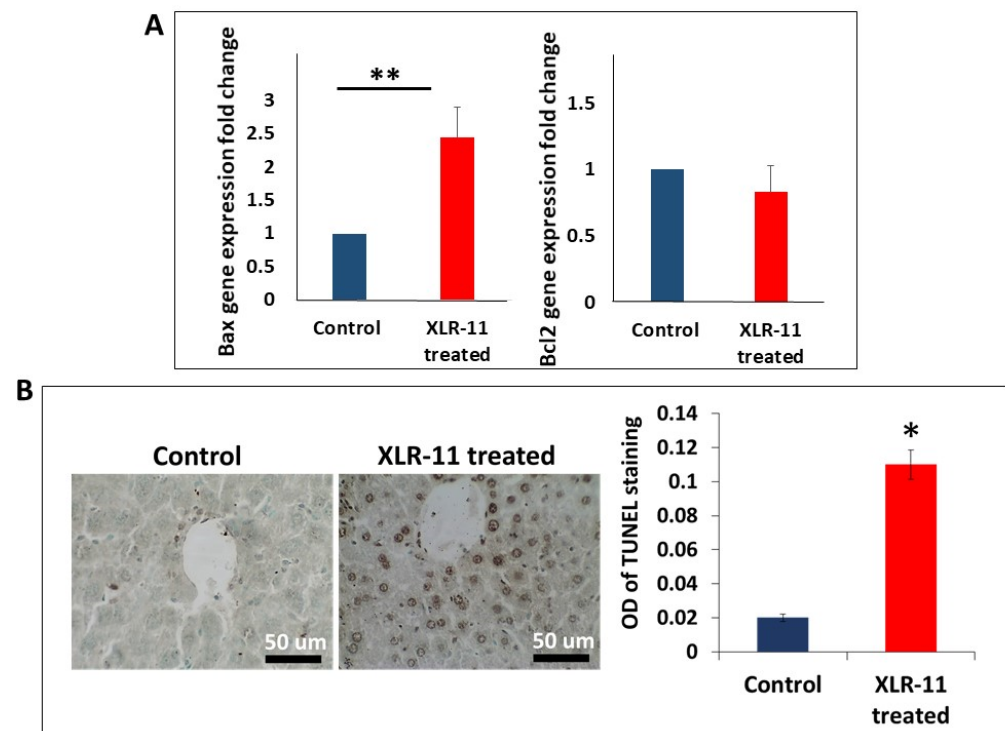 A
Bax gene expression fold change
3
2.5
2
1.5
1
0.5
0
**
Control
XLR-11
treated
Bcl2 gene expression fold change
1.5
1
0.5
0
Control
XLR-11
treated
B
Control
50 um
XLR-11 treated
50 um
OD of TUNEL staining
0.14
0.12
0.1
0.08
0.06
0.04
0.02
0
*
Control
XLR-11
treated